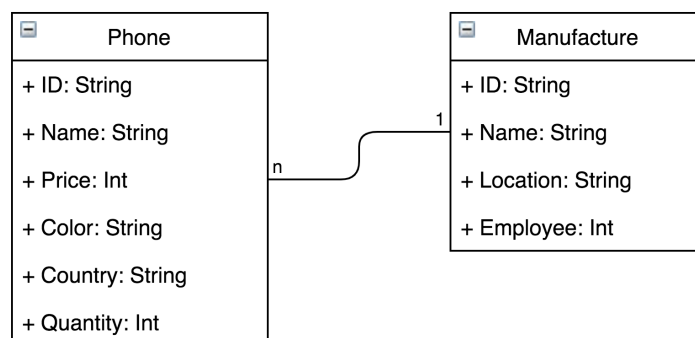 Phone
+ ID: String
+ Name: String
+ Price: Int
+ Color: String
+ Country: String
+ Quantity: Int
n
1
Manufacture
+ ID: String
+ Name: String
+ Location: String
+ Employee: Int